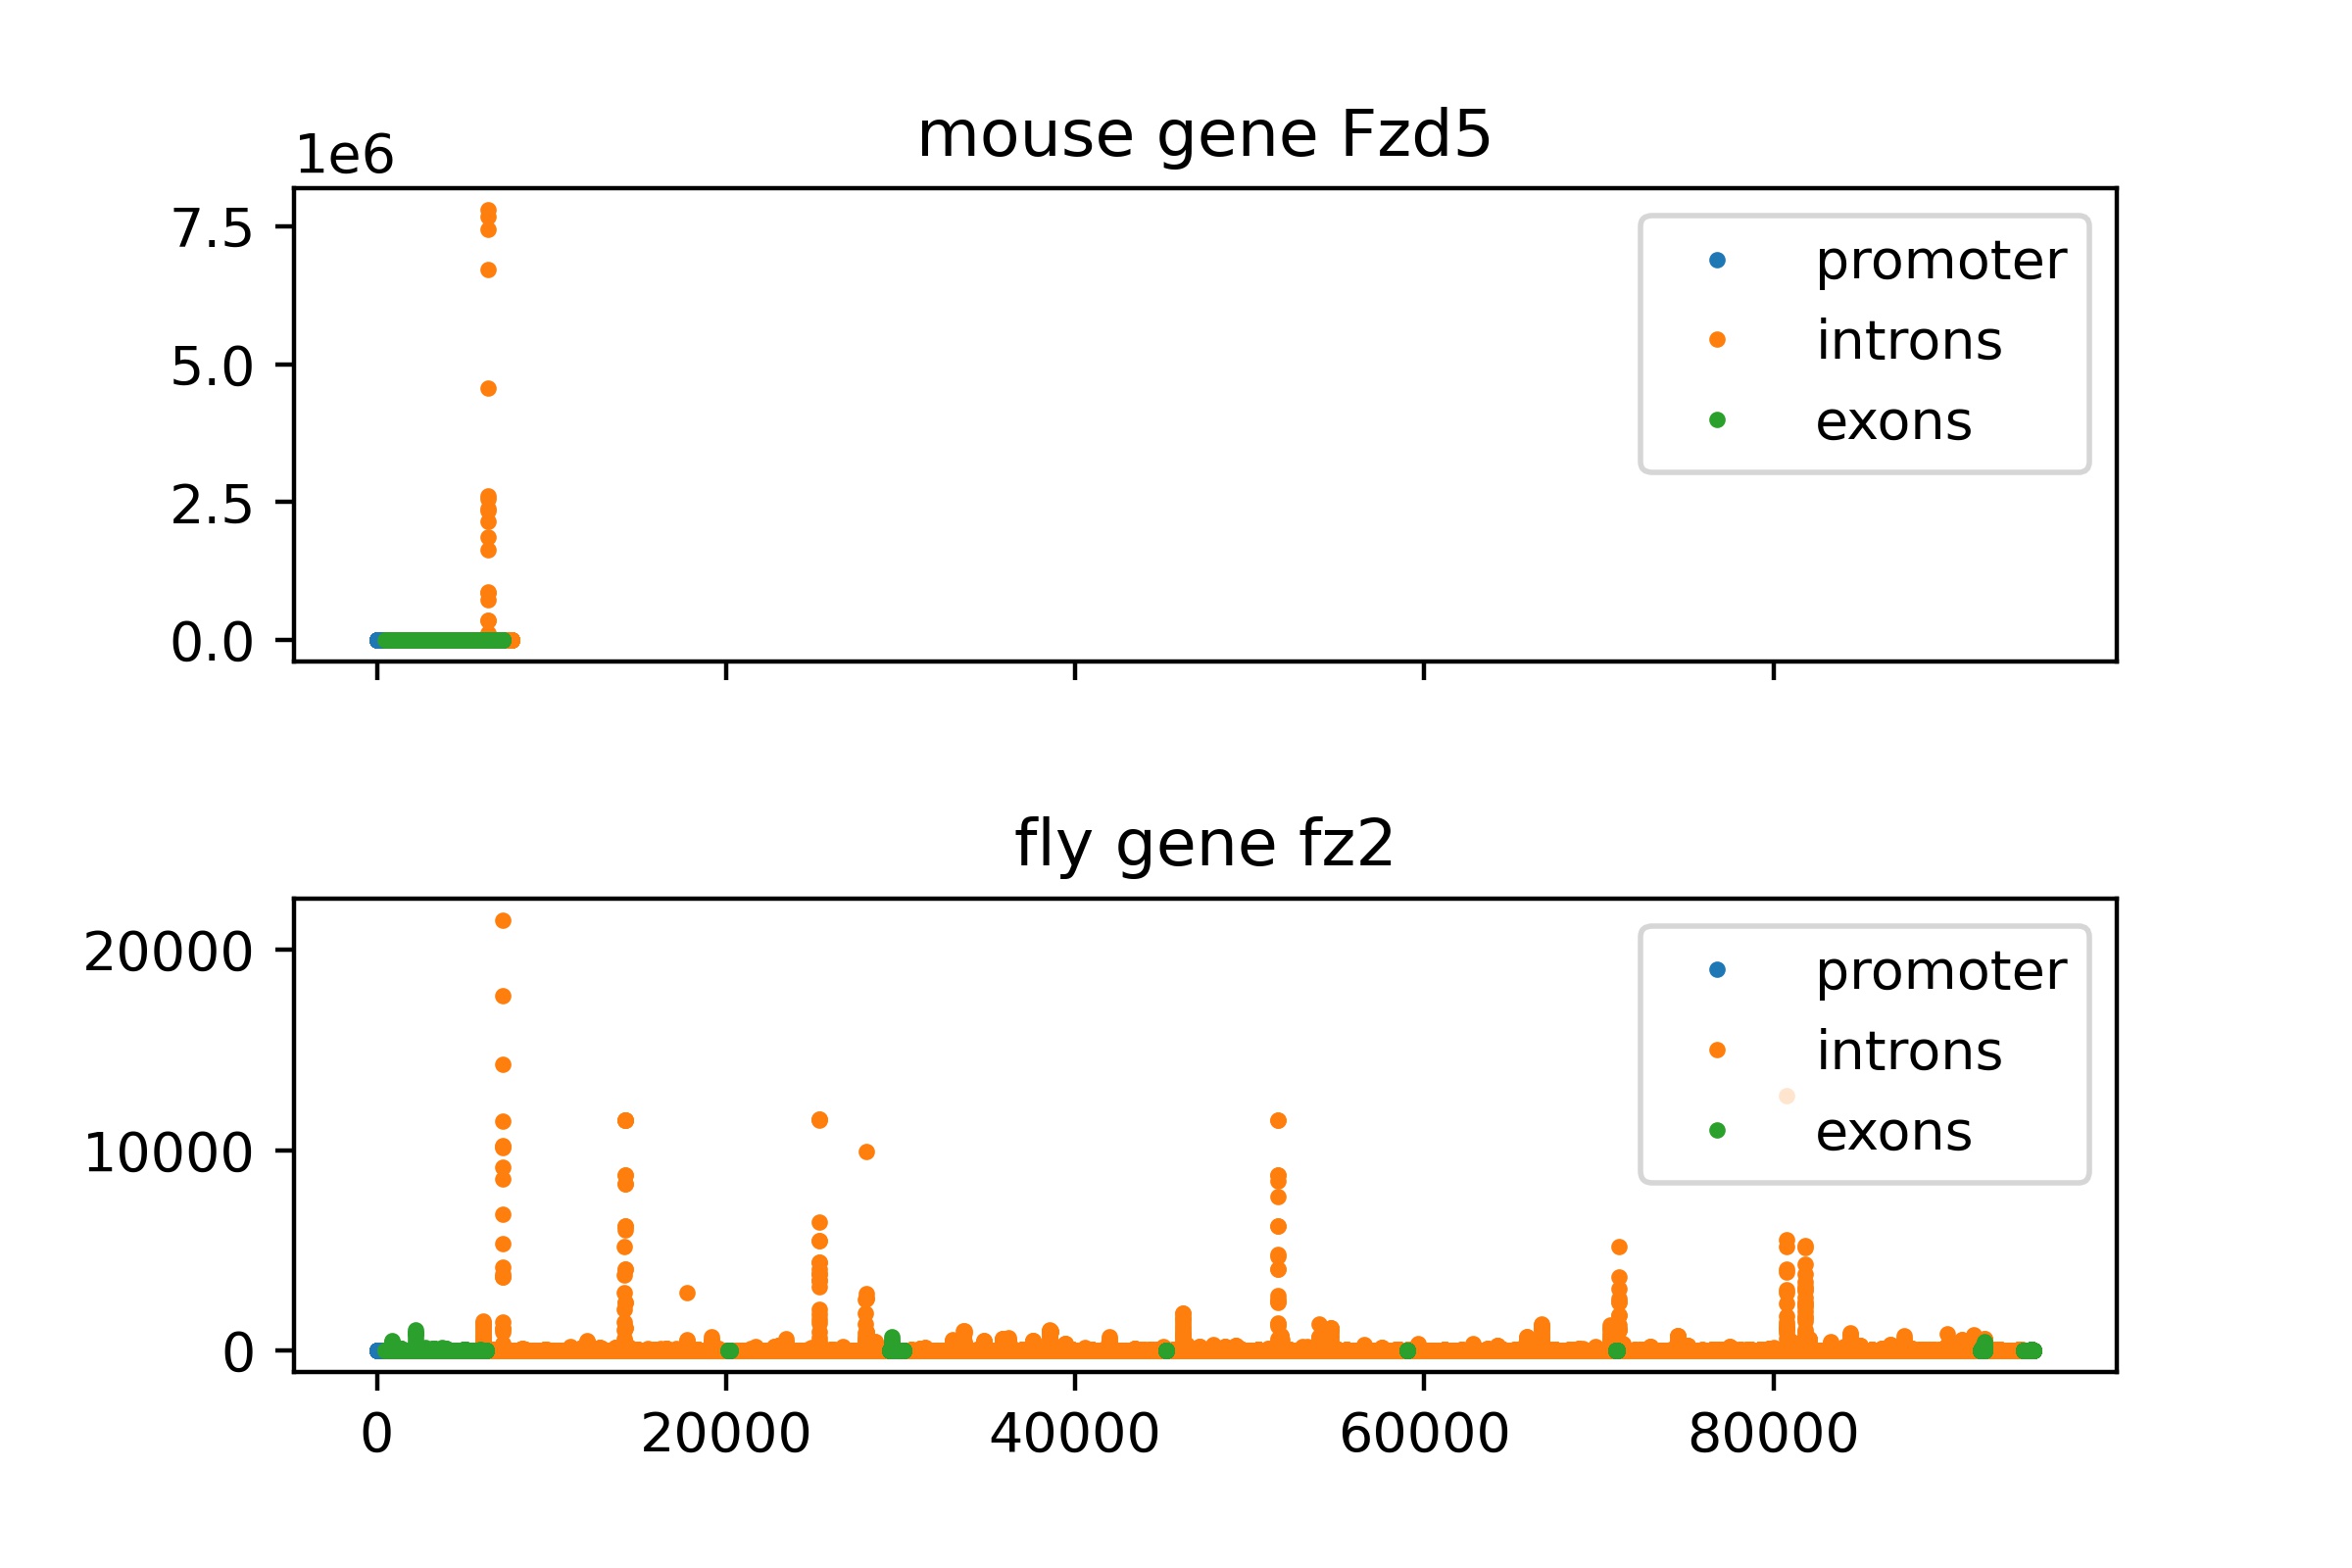 mouse gene Fzd5
1e6
7.5
5.0
2.5
0.0
promoter
introns
exons
fly gene fz2
20000
10000
0
promoter
introns
exons
0 20000 40000 60000 80000